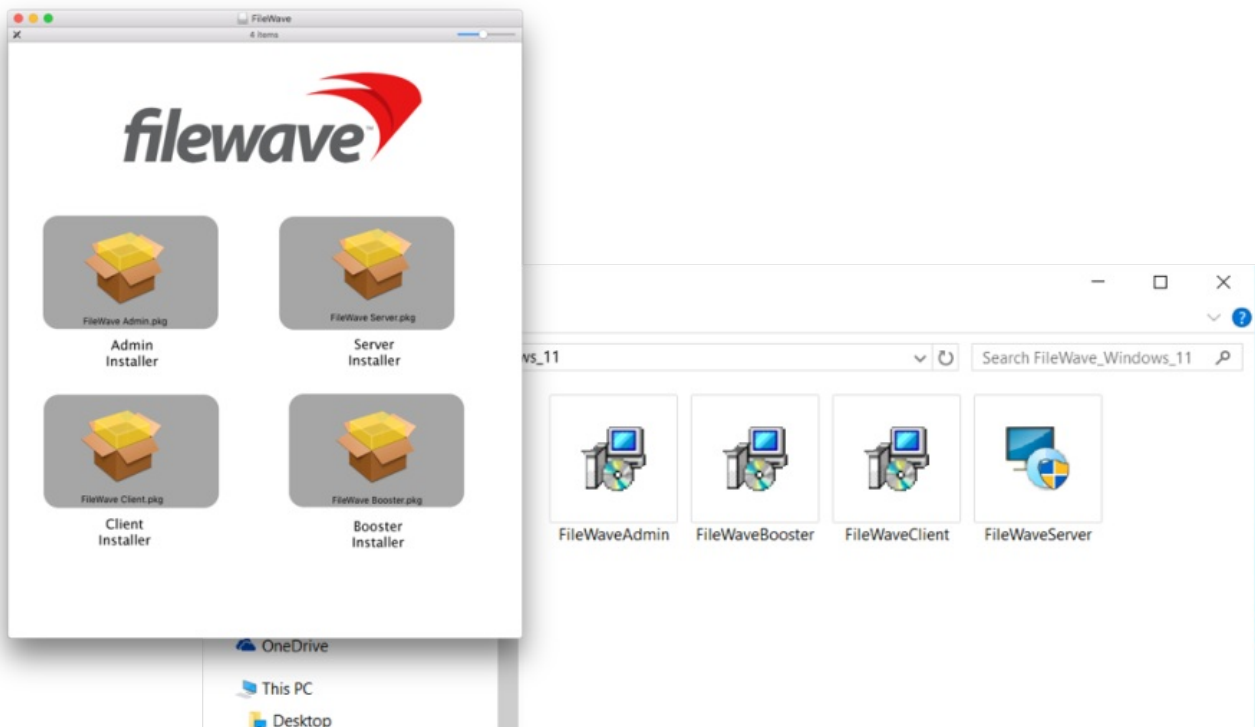 FileWave
4 items
filewave™
FileWave Admin.pkg
FileWave Server.pkg
Admin
Installer
Server
Installer
FileWave Client.pkg
FileWave Booster.pkg
Client
Installer
Booster
Installer
ws_11
Search FileWave_Windows_11
?
FileWaveAdmin
FileWaveBooster
FileWaveClient
FileWaveServer
OneDrive
This PC
Desktop